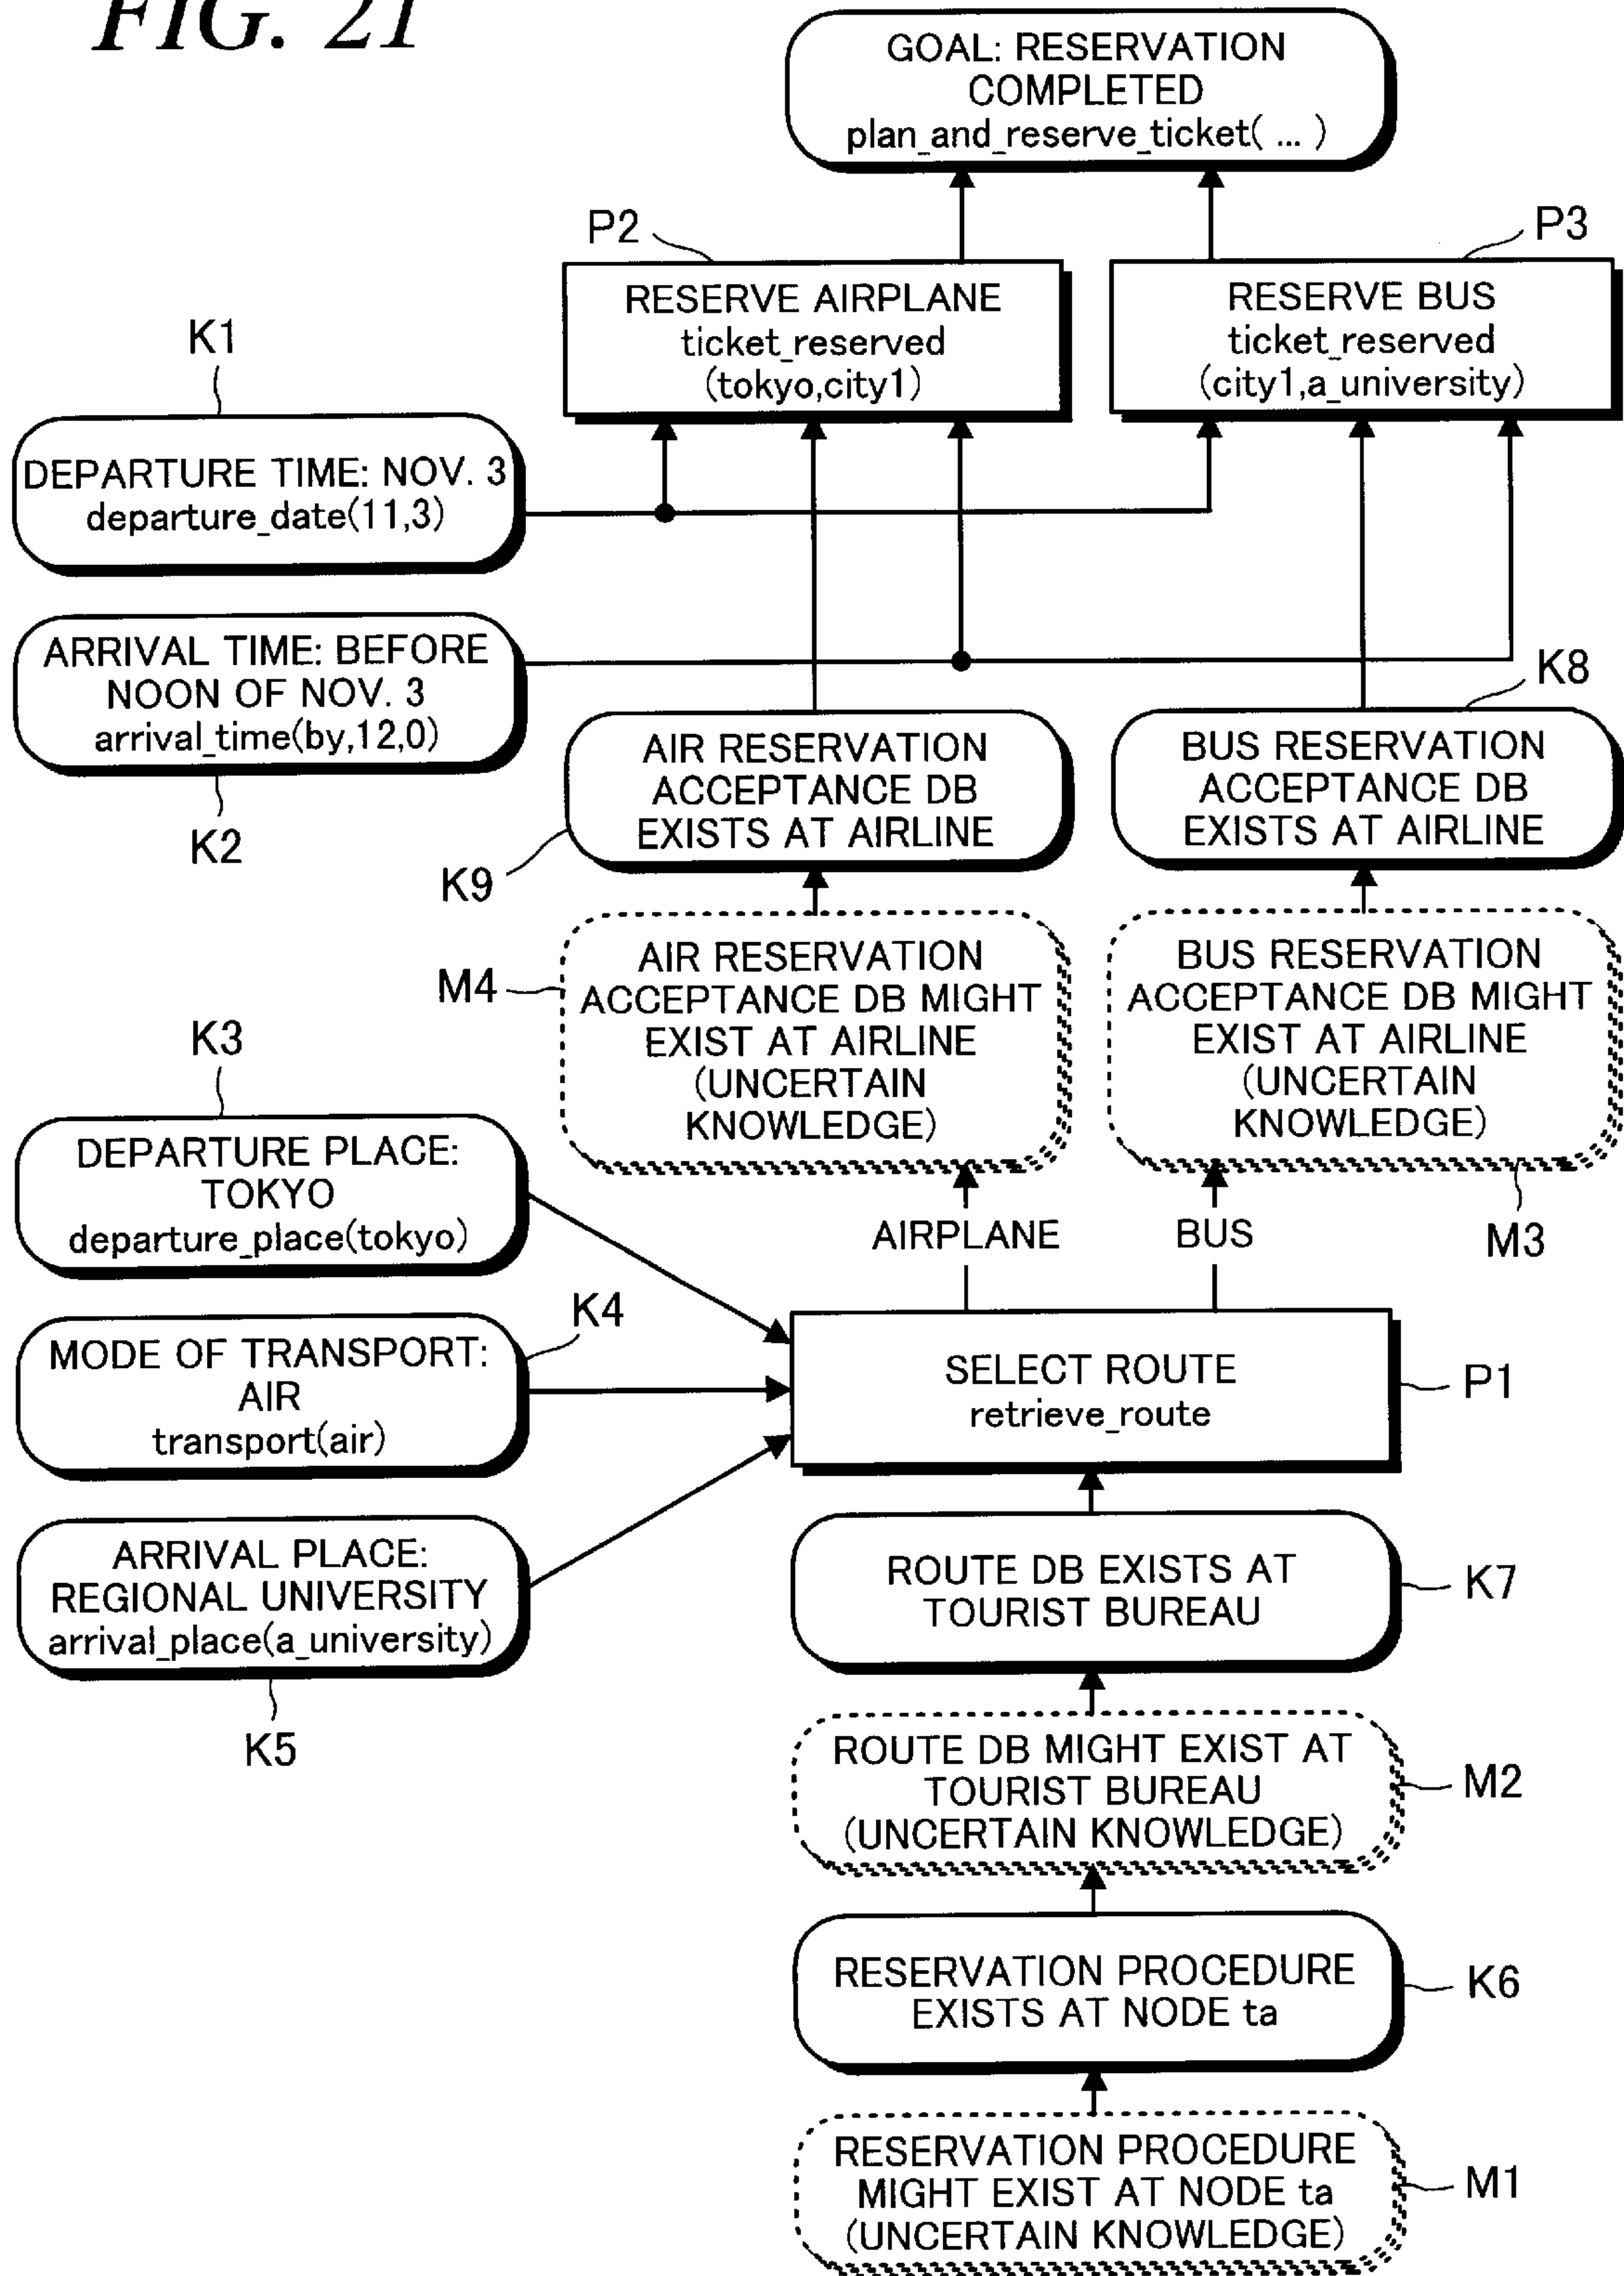 FIG. 21
GOAL: RESERVATION
COMPLETED
plan_and_reserve_ticket( ... )
P2
P3
RESERVE AIRPLANE
ticket_reserved
(tokyo,city1)
RESERVE BUS
ticket_reserved
(city1,a_university)
K1
DEPARTURE TIME: NOV. 3
departure_date(11,3)
ARRIVAL TIME: BEFORE
NOON OF NOV. 3
arrival_time(by,12,0)
K2
K8
AIR RESERVATION
ACCEPTANCE DB
EXISTS AT AIRLINE
K9
BUS RESERVATION
ACCEPTANCE DB
EXISTS AT AIRLINE
M4
AIR RESERVATION
ACCEPTANCE DB MIGHT
EXIST AT AIRLINE
(UNCERTAIN
KNOWLEDGE)
BUS RESERVATION
ACCEPTANCE DB MIGHT
EXIST AT AIRLINE
(UNCERTAIN
KNOWLEDGE)
M3
K3
DEPARTURE PLACE:
TOKYO
departure_place(tokyo)
AIRPLANE
BUS
K4
MODE OF TRANSPORT:
AIR
transport(air)
SELECT ROUTE
retrieve_route
P1
ARRIVAL PLACE:
REGIONAL UNIVERSITY
arrival_place(a_university)
K5
ROUTE DB EXISTS AT
TOURIST BUREAU
K7
ROUTE DB MIGHT EXIST AT
TOURIST BUREAU
(UNCERTAIN KNOWLEDGE)
M2
RESERVATION PROCEDURE
EXISTS AT NODE ta
K6
RESERVATION PROCEDURE
MIGHT EXIST AT NODE ta
(UNCERTAIN KNOWLEDGE)
M1